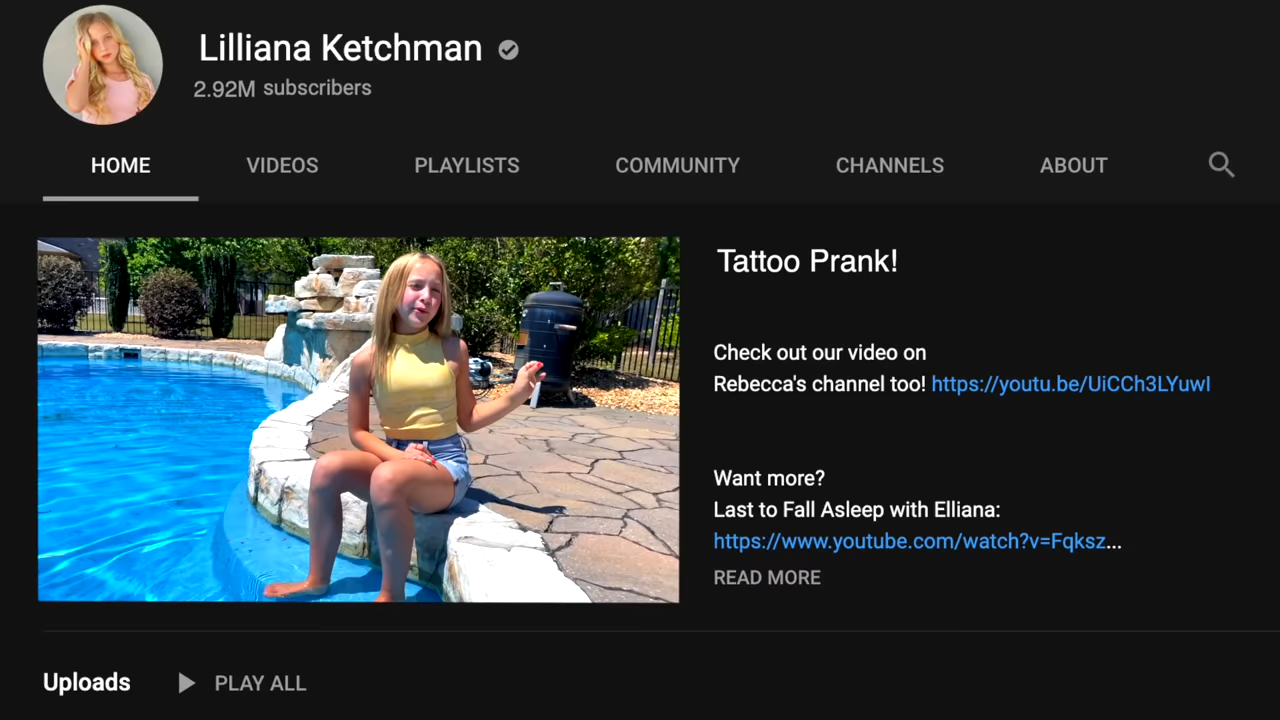 Lilliana Ketchman
2.92M subscribers
HOME VIDEOS PLAYLISTS COMMUNITY CHANNELS ABOUT
Tattoo Prank!
Check out our video on
Rebecca's channel too! https://youtu.be/UiCCh3LYuwI
Want more?
Last to Fall Asleep with Elliana:
https://www.youtube.com/watch?v=Fqksz...
READ MORE
Uploads PLAY ALL